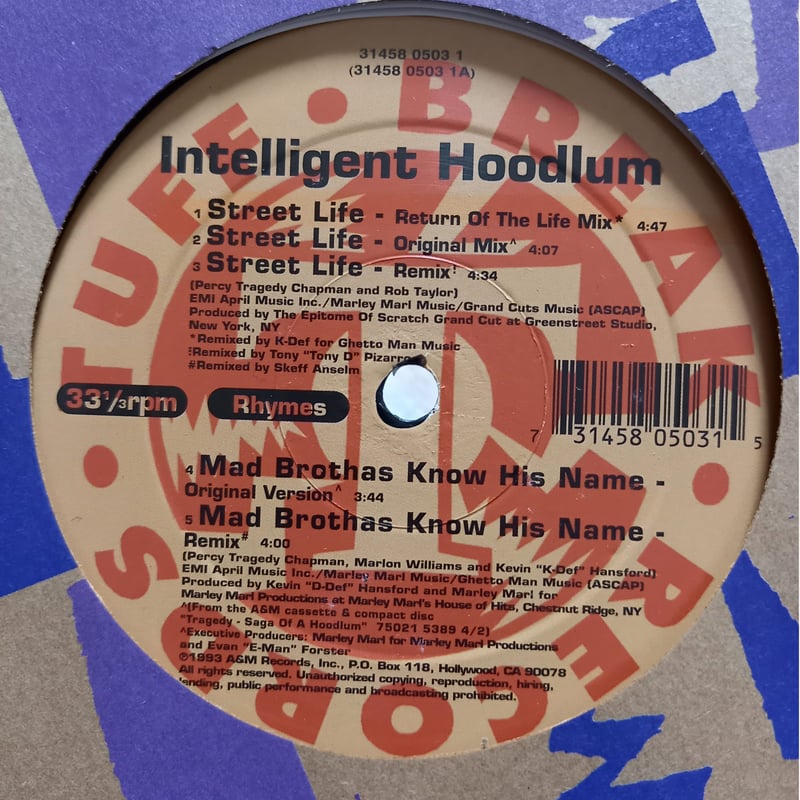 31458 0503 1
(31458 0503 1A)
TUFF BREAK RECORDS
Intelligent Hoodlum
1 Street Life - Return Of The Life Mix* 4:47
2 Street Life - Original Mix^ 4:07
3 Street Life - Remix! 4:34
(Percy Tragedy Chapman and Rob Taylor)
EMI April Music Inc./Marley Marl Music/Grand Cuts Music (ASCAP)
Produced by The Epitome Of Scratch Grand Cut at Greenstreet Studio,
New York, NY
*Remixed by K-Def for Ghetto Man Music
!Remixed by Tony "Tony D" Pizarro
#Remixed by Skeff Anselm
33 1/3 rpm
Rhymes
7 31458 05031 5
4 Mad Brothas Know His Name -
Original Version^ 3:44
5 Mad Brothas Know His Name -
Remix# 4:00
(Percy Tragedy Chapman, Marlon Williams and Kevin "K-Def" Hansford)
EMI April Music Inc./Marley Marl Music/Ghetto Man Music (ASCAP)
Produced by Kevin "D-Def" Hansford and Marley Marl for
Marley Marl Productions at Marley Marl's House of Hits, Chestnut Ridge, NY
^(From the A&M cassette & compact disc
"Tragedy - Saga Of A Hoodlum" 75021 5389 4/2)
^Executive Producers: Marley Marl for Marley Marl Productions
and Evan "E-Man" Forster
℗1993 A&M Records, Inc., P.O. Box 118, Hollywood, CA 90078
All rights reserved. Unauthorized copying, reproduction, hiring,
lending, public performance and broadcasting prohibited.